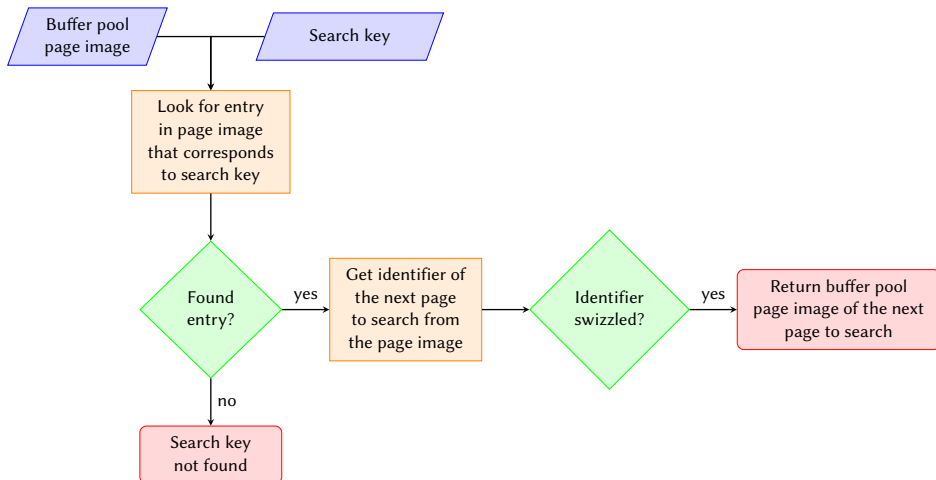 Buffer pool
page image
Search key
Look for entry
in page image
that corresponds
to search key
Found
entry?
yes
Get identifier of
the next page
to search from
the page image
Identifier
swizzled?
yes
Return buffer pool
page image of the next
page to search
no
Search key
not found